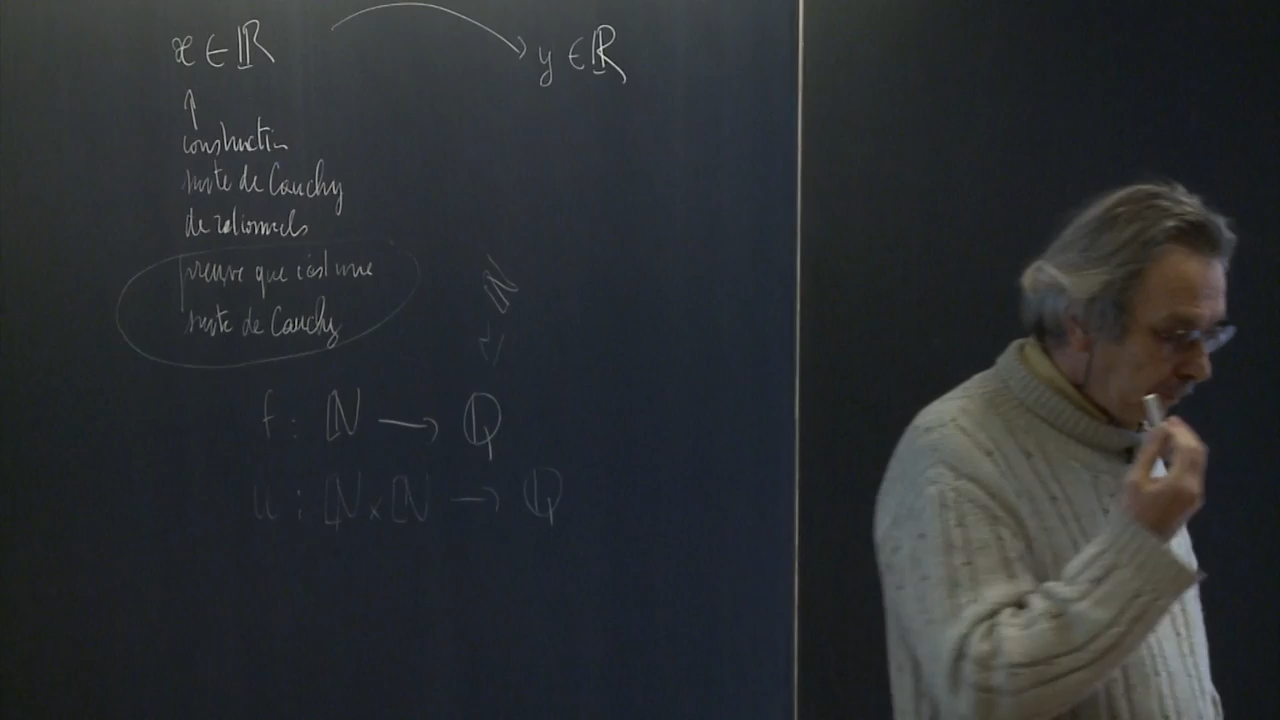 x ∈ ℝ → y ∈ ℝ
↑
construction
suite de Cauchy
de rationnels
preuve que c'est une
suite de Cauchy
ℕ
↓
f : ℕ → ℚ
u : ℕ × ℕ → ℚ